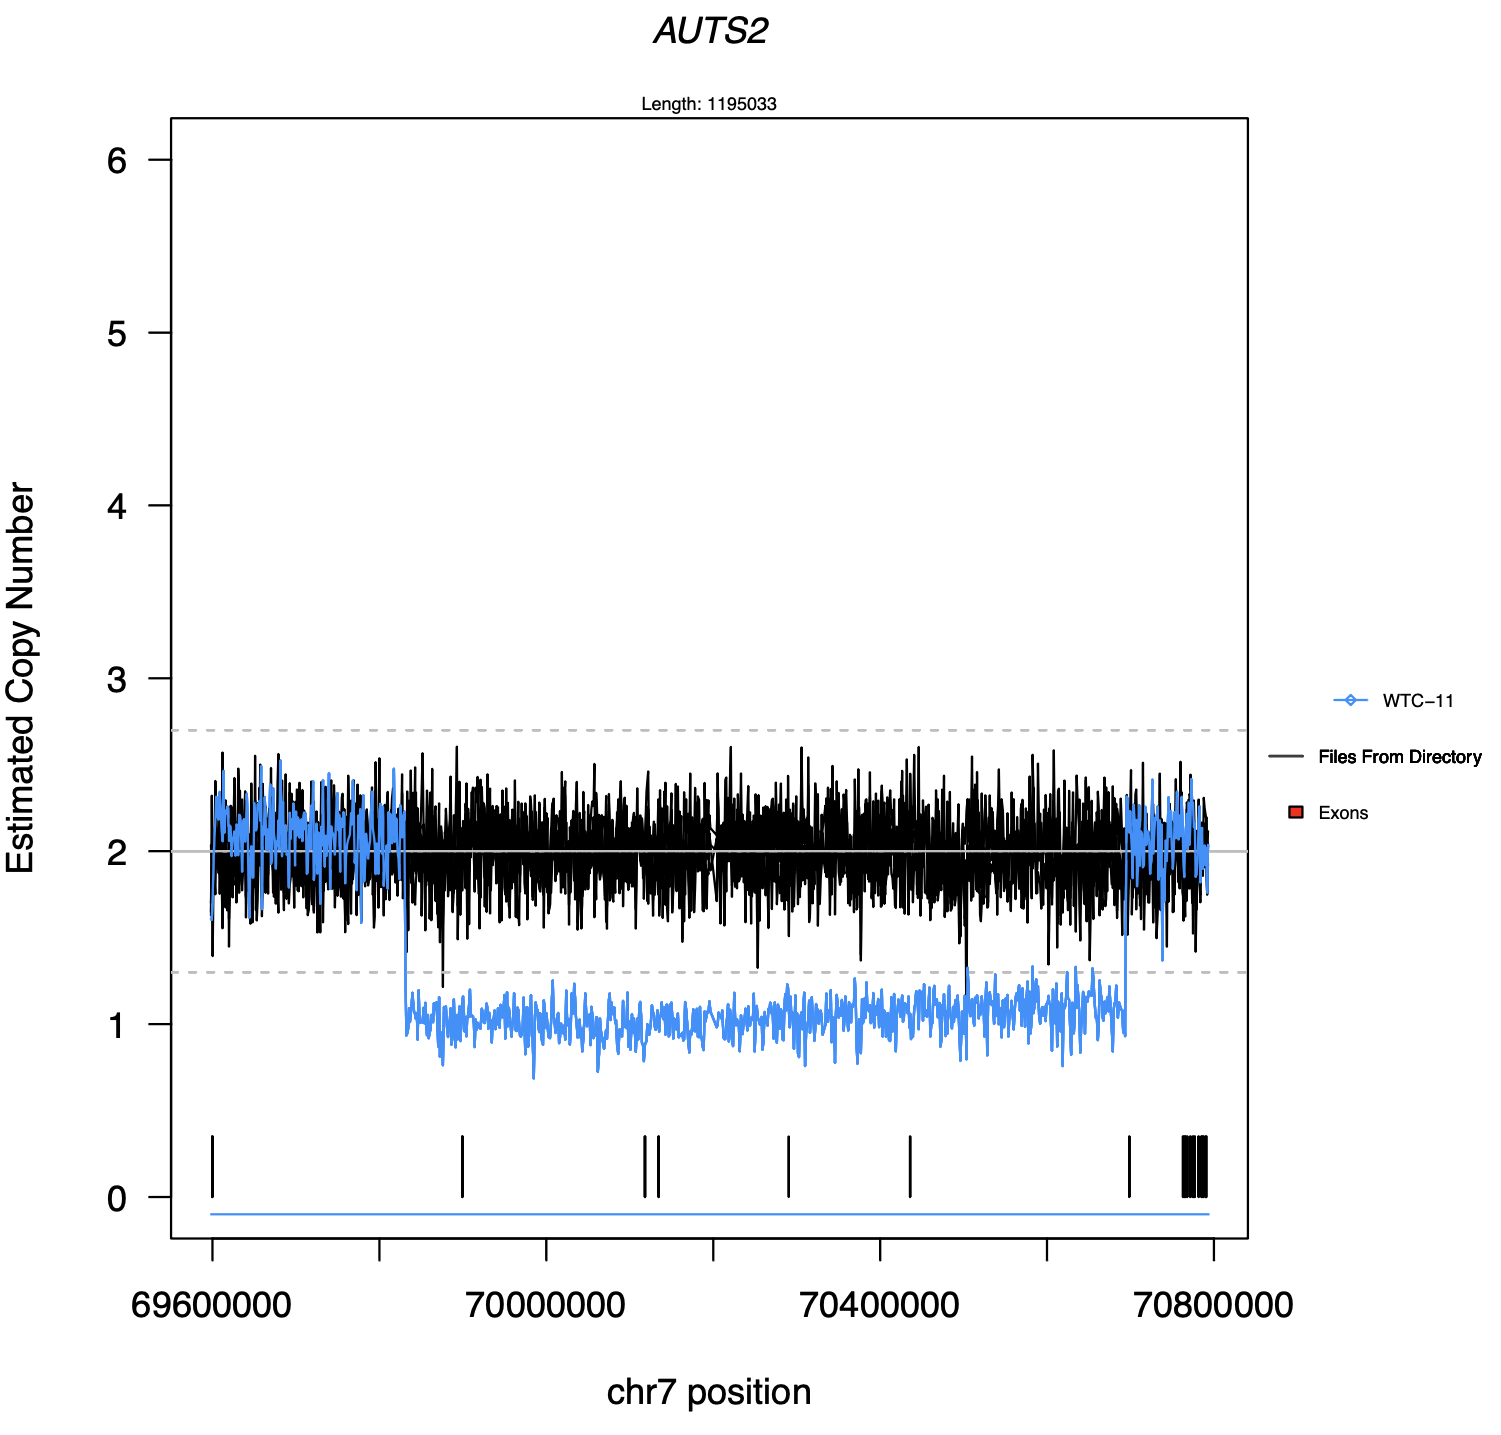 AUTS2
Length: 1195033
6
5
4
3
2
1
0
Estimated Copy Number
69600000 70000000 70400000 70800000
chr7 position
WTC−11
Files From Directory
Exons